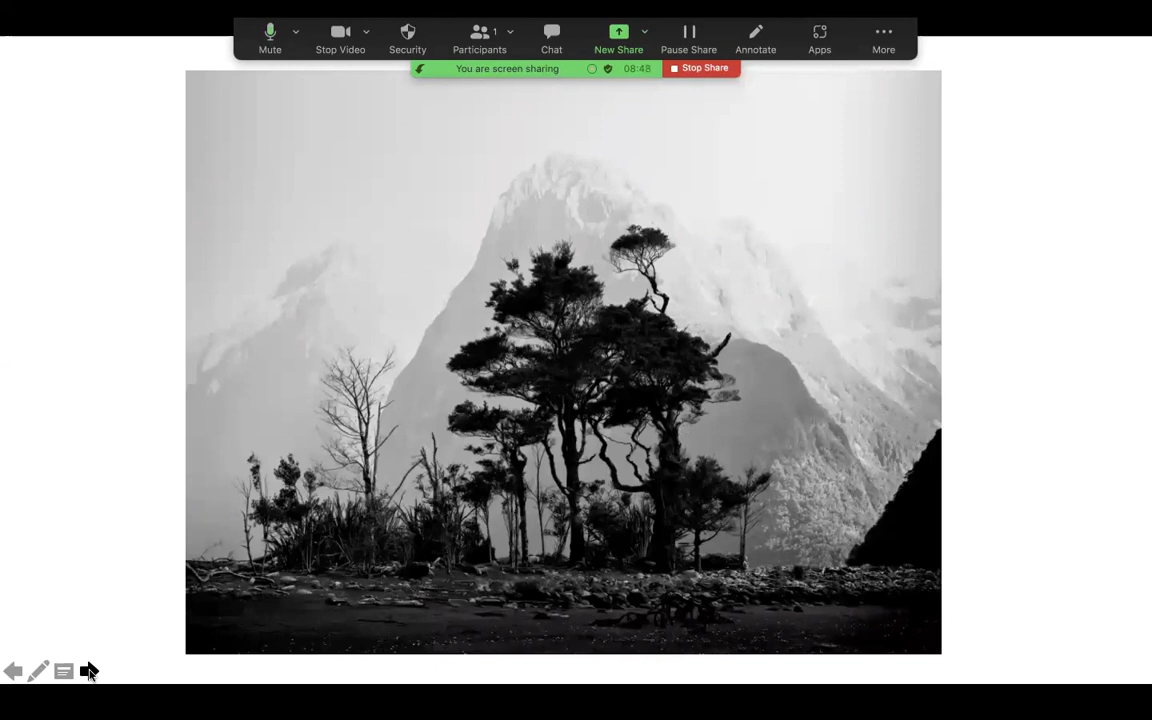 Mute
Stop Video
Security
Participants 1
Chat
New Share
Pause Share
Annotate
Apps
More
You are screen sharing 08:48 Stop Share